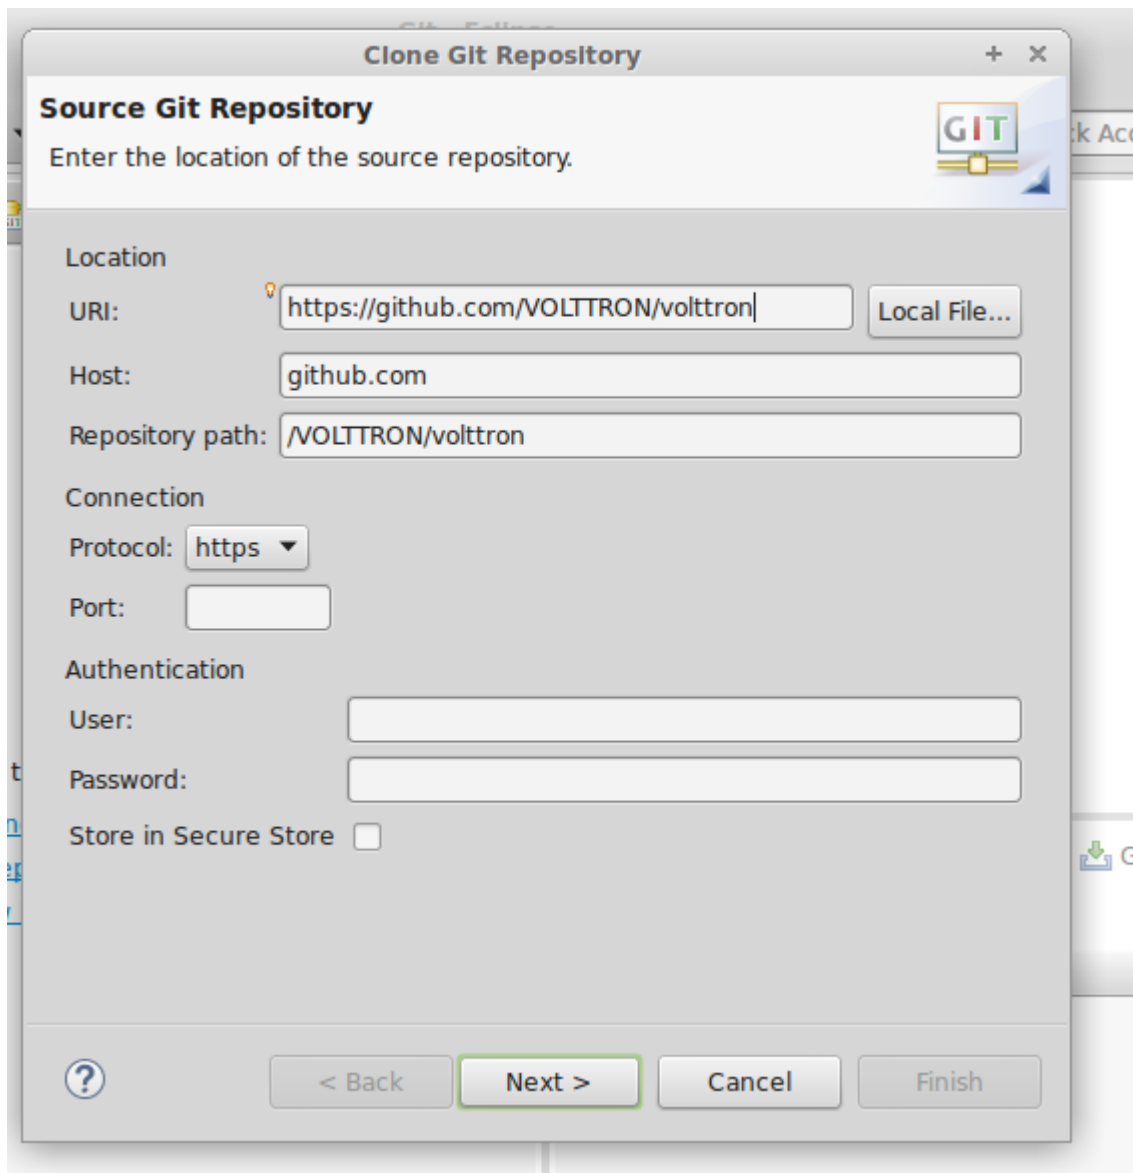 Git - Eclipse
Clone Git Repository
Source Git Repository
Enter the location of the source repository.
GIT
Location
URI: https://github.com/VOLTTRON/volttron Local File...
Host: github.com
Repository path: /VOLTTRON/volttron
Connection
Protocol: https
Port:
Authentication
User:
Password:
Store in Secure Store
< Back Next > Cancel Finish